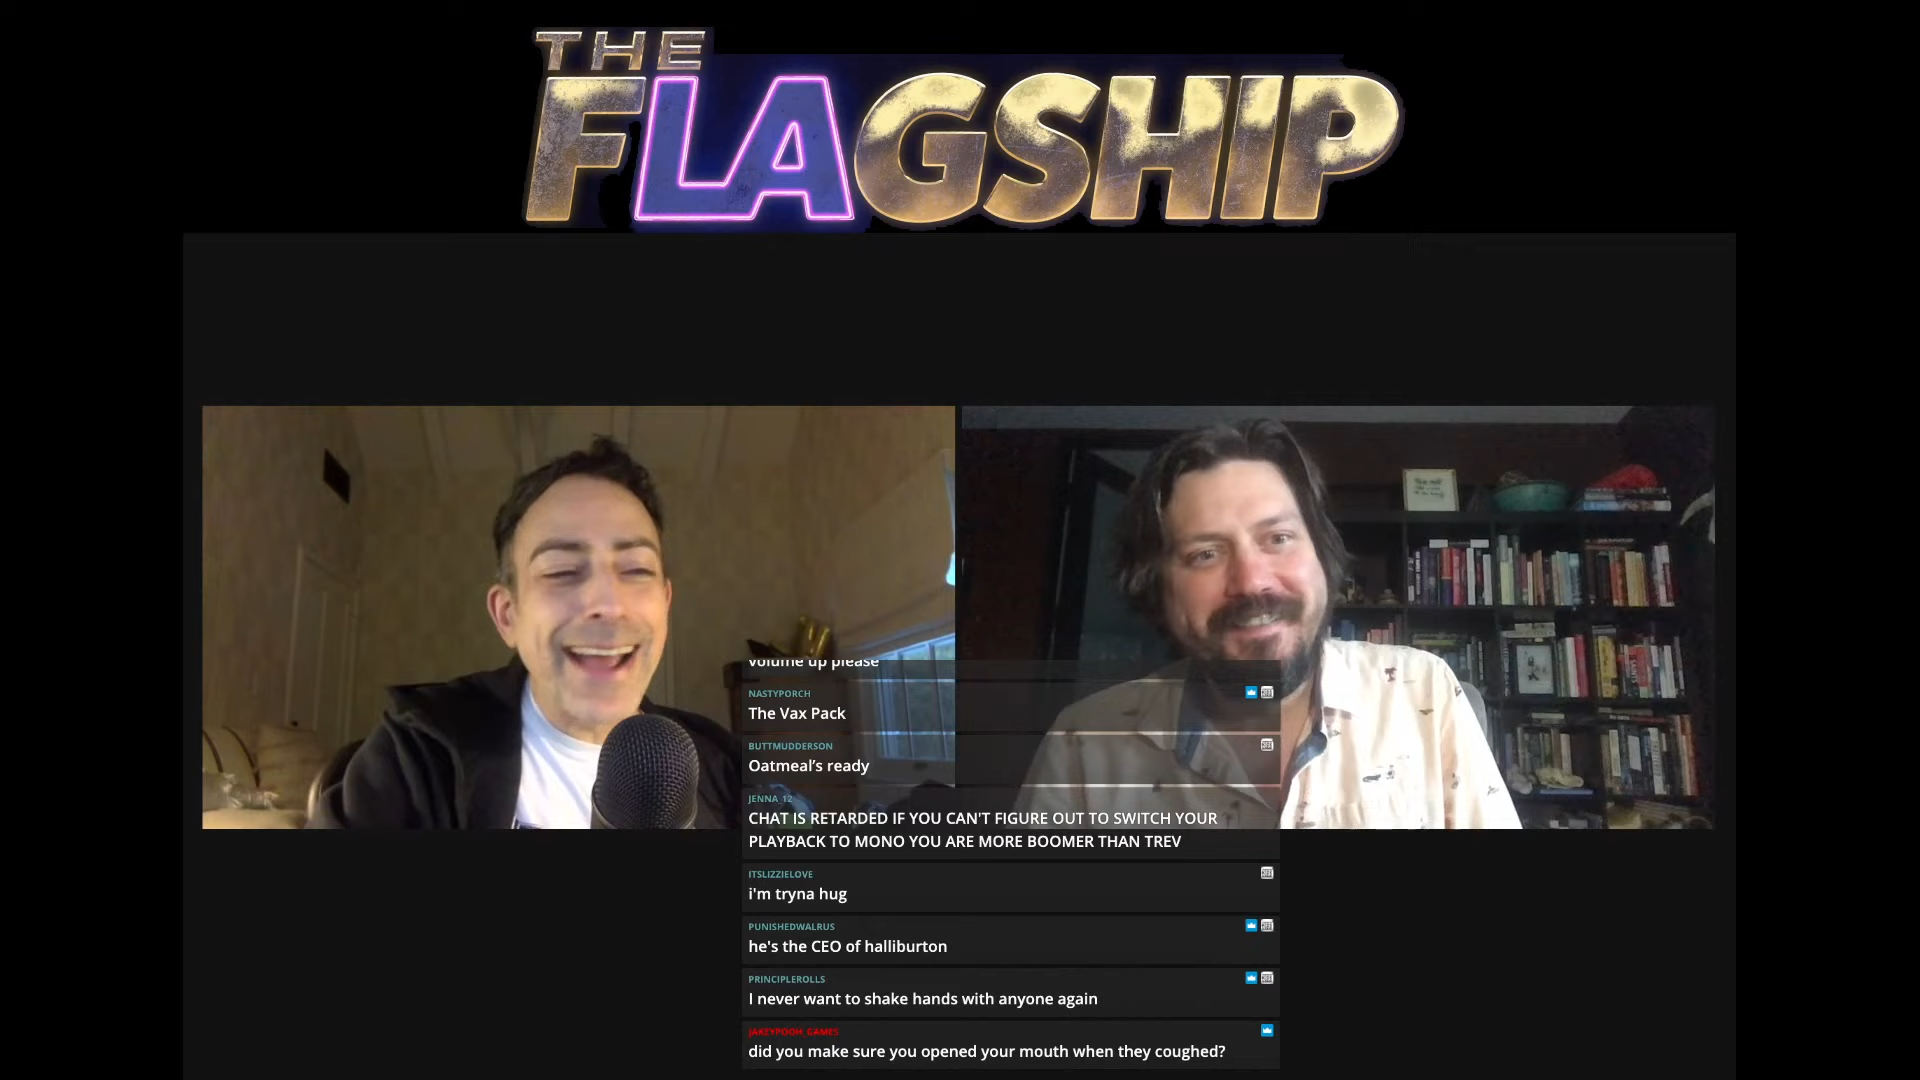 THE
FLAGSHIP
volume up please
NASTYPORCH
The Vax Pack
BUTTMUDDERSON
Oatmeal’s ready
JENNA_12
CHAT IS RETARDED IF YOU CAN'T FIGURE OUT TO SWITCH YOUR
PLAYBACK TO MONO YOU ARE MORE BOOMER THAN TREV
ITSLIZZIELOVE
i'm tryna hug
PUNISHEDWALRUS
he's the CEO of halliburton
PRINCIPLEROLLS
I never want to shake hands with anyone again
JAKEYPOOH_GAMES
did you make sure you opened your mouth when they coughed?